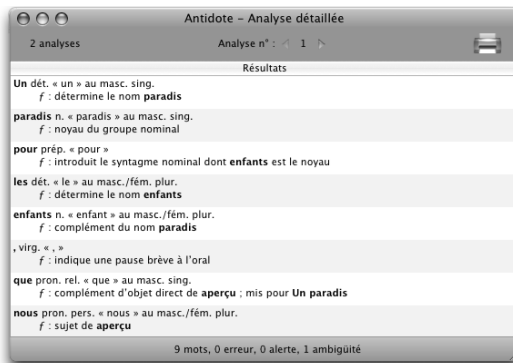 Antidote – Analyse détaillée
2 analyses
Analyse n° : 1
Résultats
Un dét. « un » au masc. sing.
ƒ : détermine le nom paradis
paradis n. « paradis » au masc. sing.
ƒ : noyau du groupe nominal
pour prép. « pour »
ƒ : introduit le syntagme nominal dont enfants est le noyau
les dét. « le » au masc./fém. plur.
ƒ : détermine le nom enfants
enfants n. « enfant » au masc./fém. plur.
ƒ : complément du nom paradis
, virg. « , »
ƒ : indique une pause brève à l'oral
que pron. rel. « que » au masc. sing.
ƒ : complément d'objet direct de aperçu ; mis pour Un paradis
nous pron. pers. « nous » au masc./fém. plur.
ƒ : sujet de aperçu
9 mots, 0 erreur, 0 alerte, 1 ambigüité